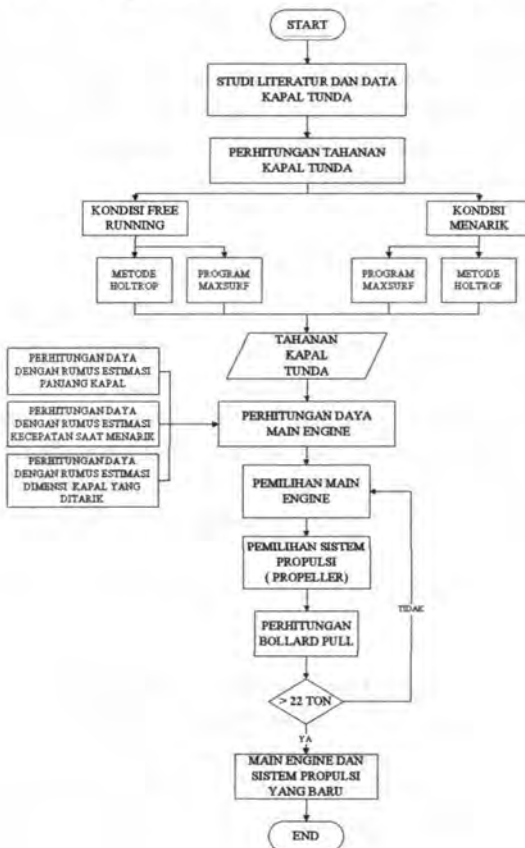 START
STUDI LITERATUR DAN DATA
KAPAL TUNDA
PERHITUNGAN TAHANAN
KAPAL TUNDA
KONDISI FREE
RUNNING
KONDISI
MENARIK
METODE
HOLTROP
PROGRAM
MAXSURF
PROGRAM
MAXSURF
METODE
HOLTROP
TAHANAN
KAPAL
TUNDA
PERHITUNGAN DAYA
DENGAN RUMUS ESTIMASI
PANJANG KAPAL
PERHITUNGAN DAYA
DENGAN RUMUS ESTIMASI
KECEPATAN SAAT MENARIK
PERHITUNGAN DAYA
DENGAN RUMUS ESTIMASI
DIMENSI KAPAL YANG
DITARIK
PERHITUNGAN DAYA
MAIN ENGINE
PEMILIHAN MAIN
ENGINE
PEMILIHAN SISTEM
PROPULSI
( PROPELLER)
TIDAK
PERHITUNGAN
BOLLARD PULL
> 22 TON
YA
MAIN ENGINE DAN
SISTEM PROPULSI
YANG BARU
END